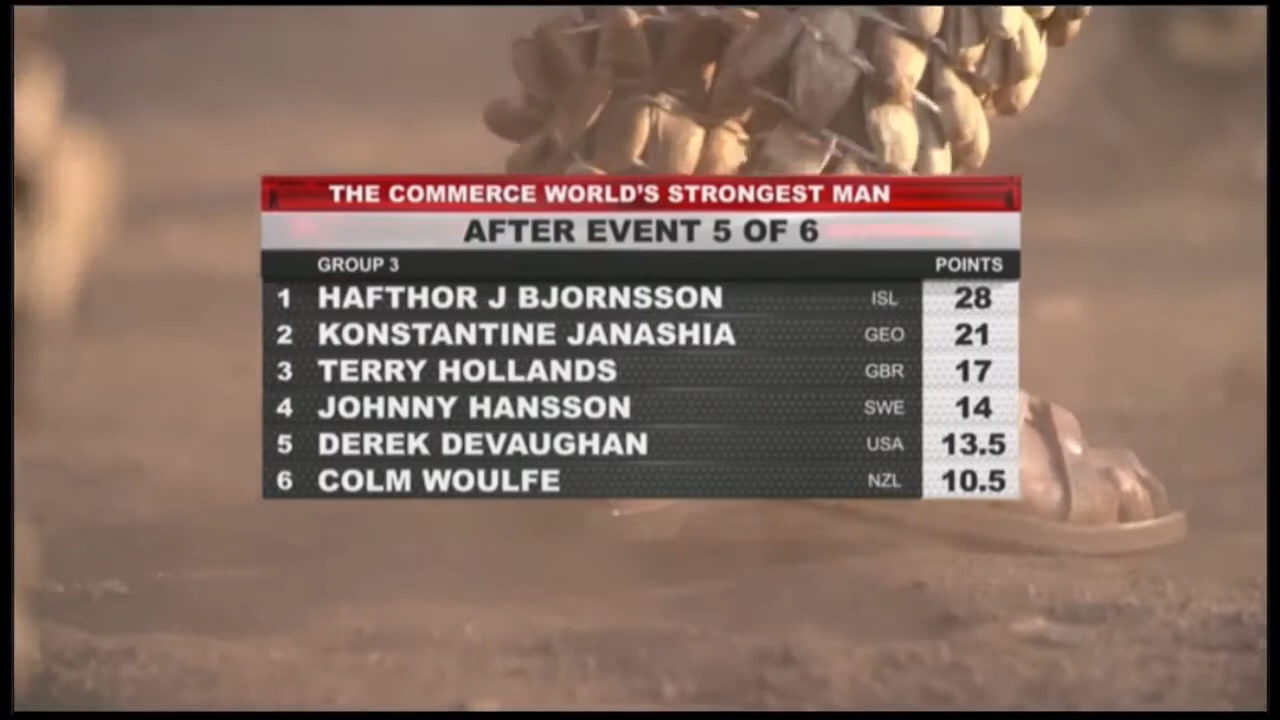 THE COMMERCE WORLD'S STRONGEST MAN
AFTER EVENT 5 OF 6
GROUP 3 POINTS
1 HAFTHOR J BJORNSSON ISL 28
2 KONSTANTINE JANASHIA GEO 21
3 TERRY HOLLANDS GBR 17
4 JOHNNY HANSSON SWE 14
5 DEREK DEVAUGHAN USA 13.5
6 COLM WOULFE NZL 10.5